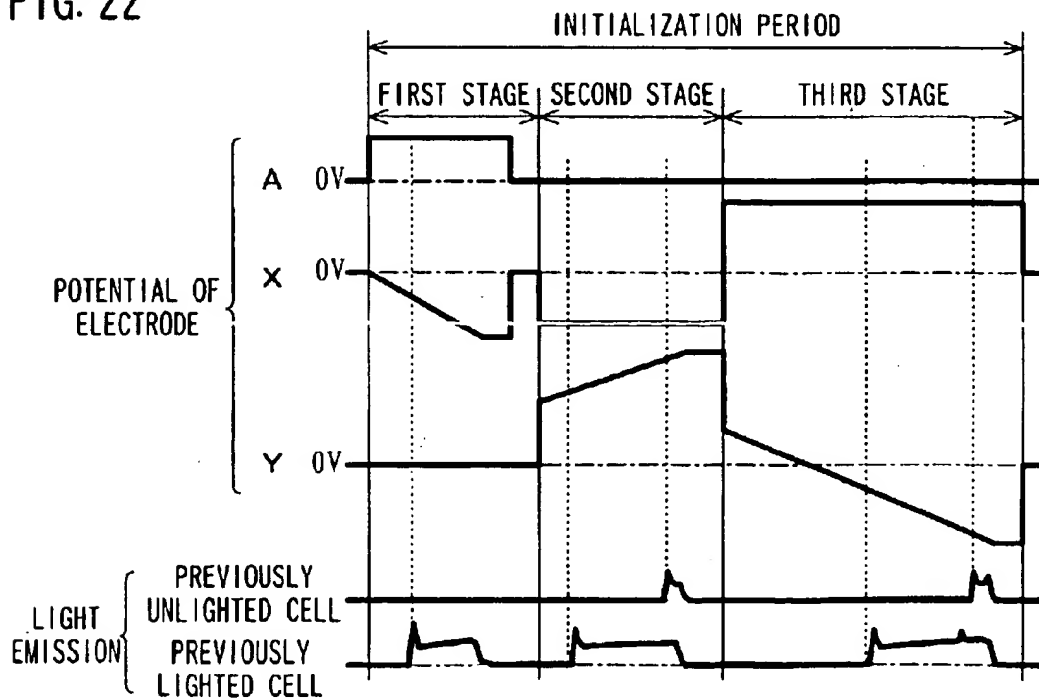 FIG. 22
INITIALIZATION PERIOD
FIRST STAGE SECOND STAGE THIRD STAGE
A 0V
X 0V
POTENTIAL OF
ELECTRODE
Y 0V
PREVIOUSLY
UNLIGHTED CELL
LIGHT
EMISSION
PREVIOUSLY
LIGHTED CELL